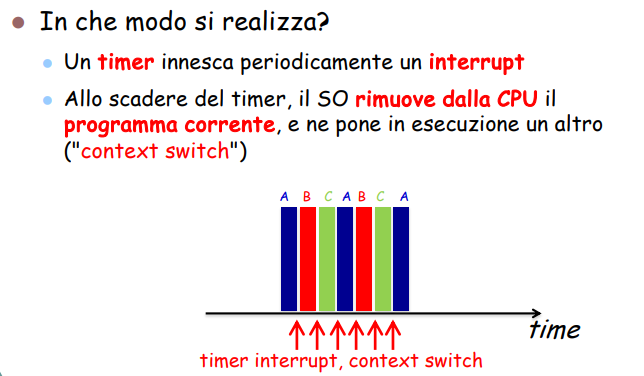 In che modo si realizza?
Un timer innesca periodicamente un interrupt
Allo scadere del timer, il SO rimuove dalla CPU il
programma corrente, e ne pone in esecuzione un altro
("context switch")
A B C A B C A
time
timer interrupt, context switch